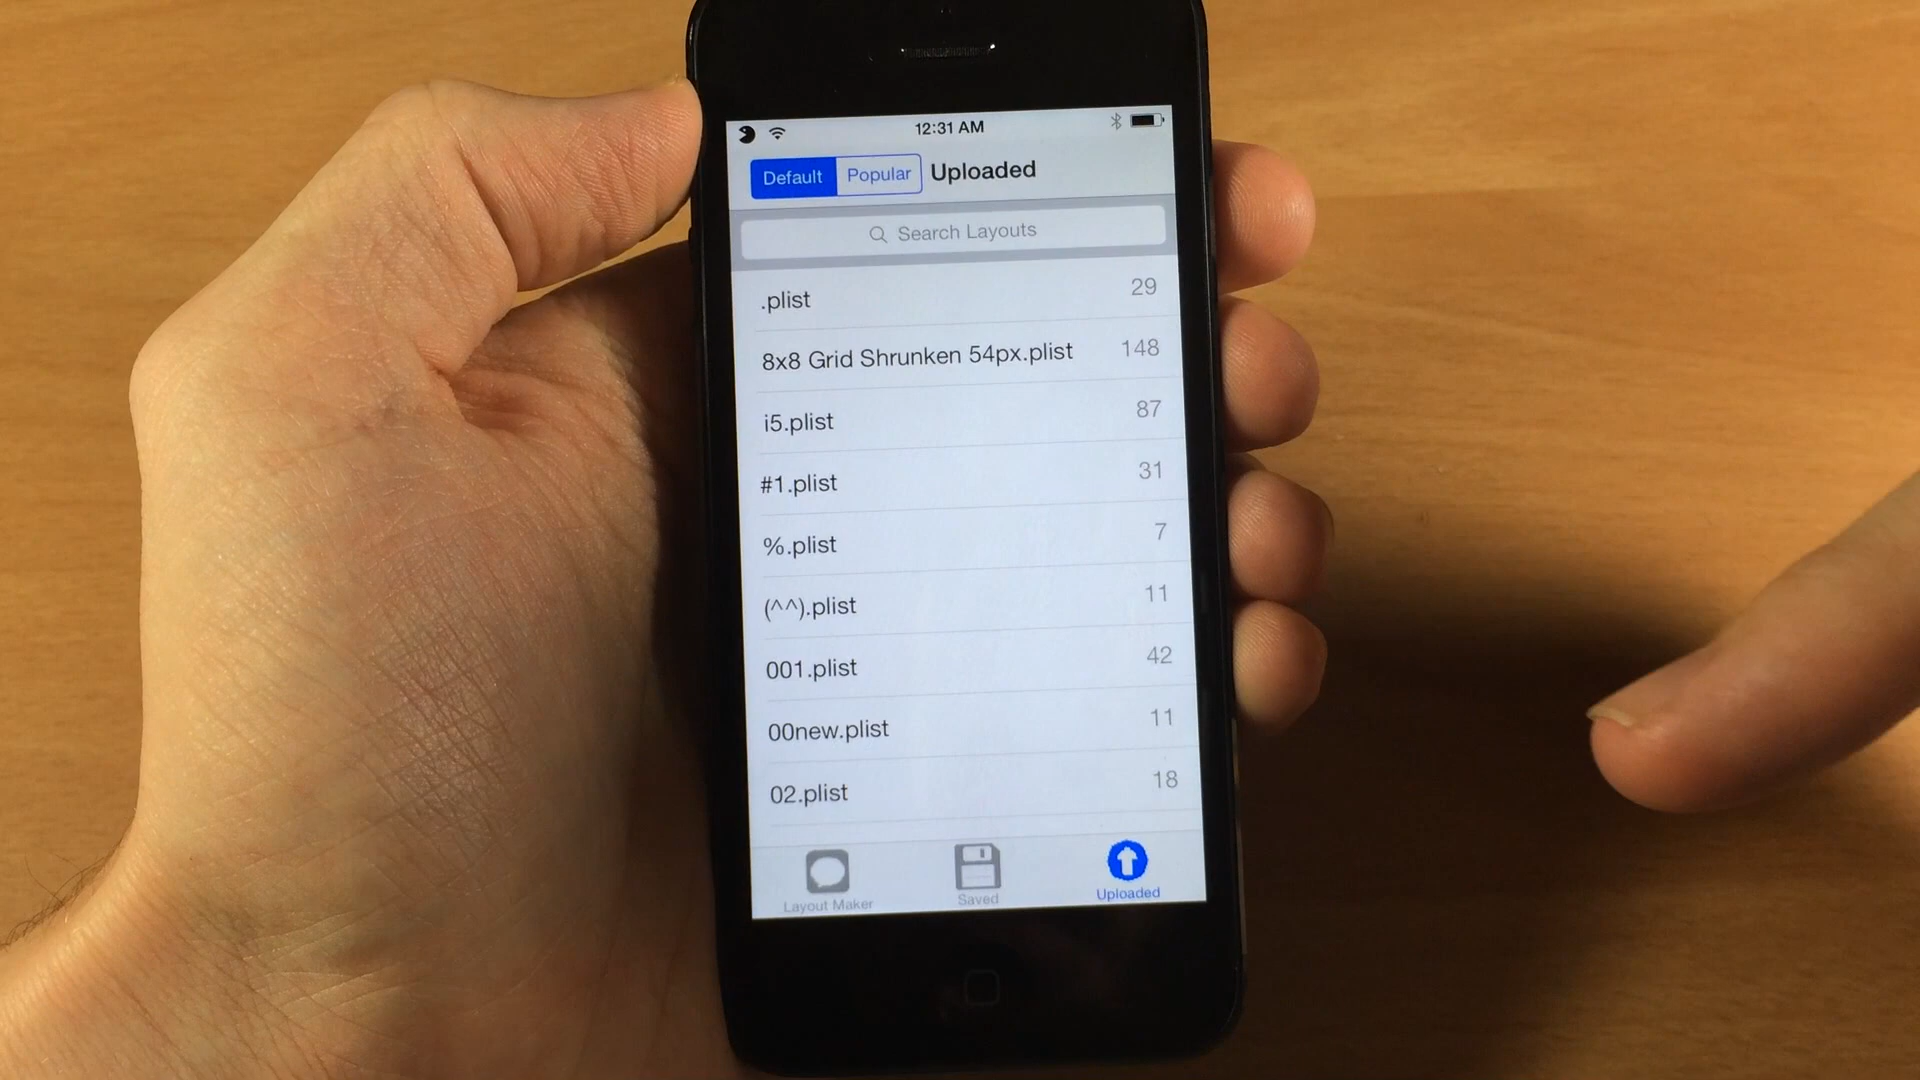 12:31 AM
Default Popular Uploaded
Search Layouts
.plist 29
8x8 Grid Shrunken 54px.plist 148
i5.plist 87
#1.plist 31
%.plist 7
(^^).plist 11
001.plist 42
00new.plist 11
02.plist 18
Layout Maker Saved Uploaded